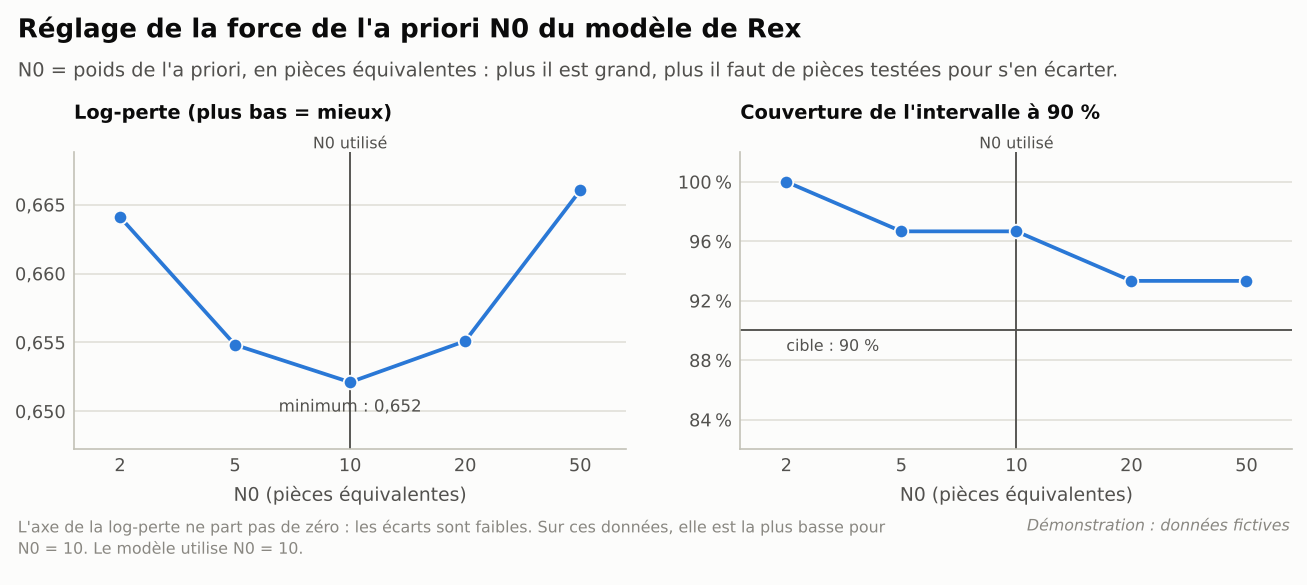 Réglage de la force de l'a priori N0 du modèle de Rex
N0 = poids de l'a priori, en pièces équivalentes : plus il est grand, plus il faut de pièces testées pour s'en écarter.
Log-perte (plus bas = mieux)
N0 utilisé
0,665
0,660
0,655
0,650
minimum : 0,652
2 5 10 20 50
N0 (pièces équivalentes)
Couverture de l'intervalle à 90 %
N0 utilisé
100 %
96 %
92 %
88 %
84 %
cible : 90 %
2 5 10 20 50
N0 (pièces équivalentes)
L'axe de la log-perte ne part pas de zéro : les écarts sont faibles. Sur ces données, elle est la plus basse pour
N0 = 10. Le modèle utilise N0 = 10.
Démonstration : données fictives